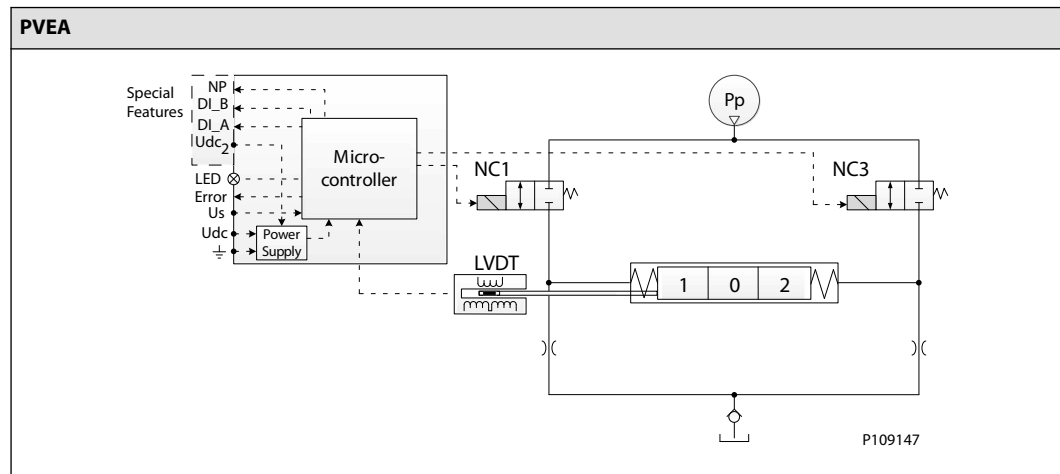 PVEA
Special
Features
NP
DI_B
DI_A
Udc2
LED
Error
Us
Udc
Micro-
controller
Power
Supply
LVDT
NC1
Pp
NC3
1 0 2
P109147